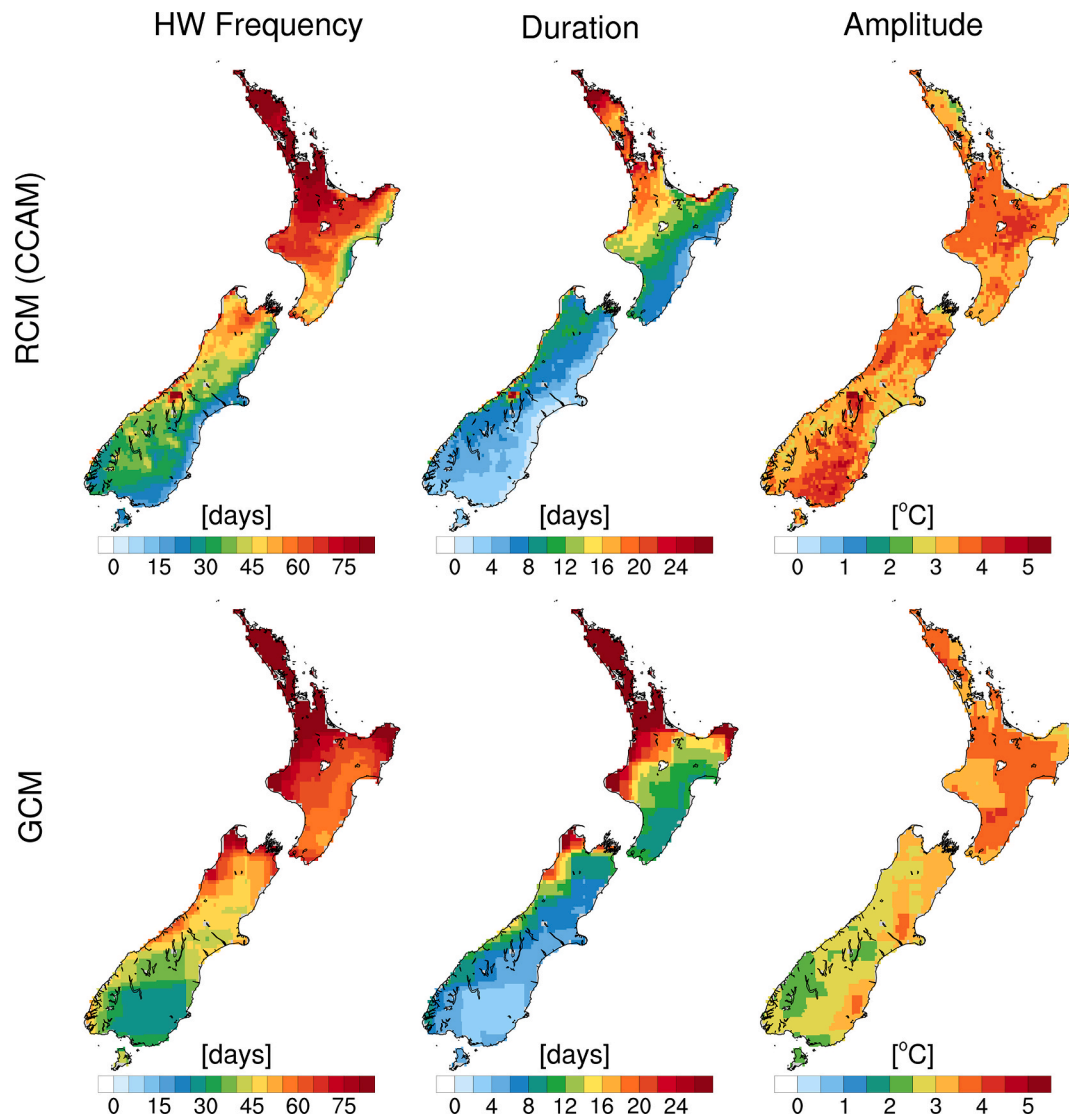 HW Frequency Duration Amplitude
RCM (CCAM)
[days] [days] [°C]
0 15 30 45 60 75 0 4 8 12 16 20 24 0 1 2 3 4 5
GCM
[days] [days] [°C]
0 15 30 45 60 75 0 4 8 12 16 20 24 0 1 2 3 4 5